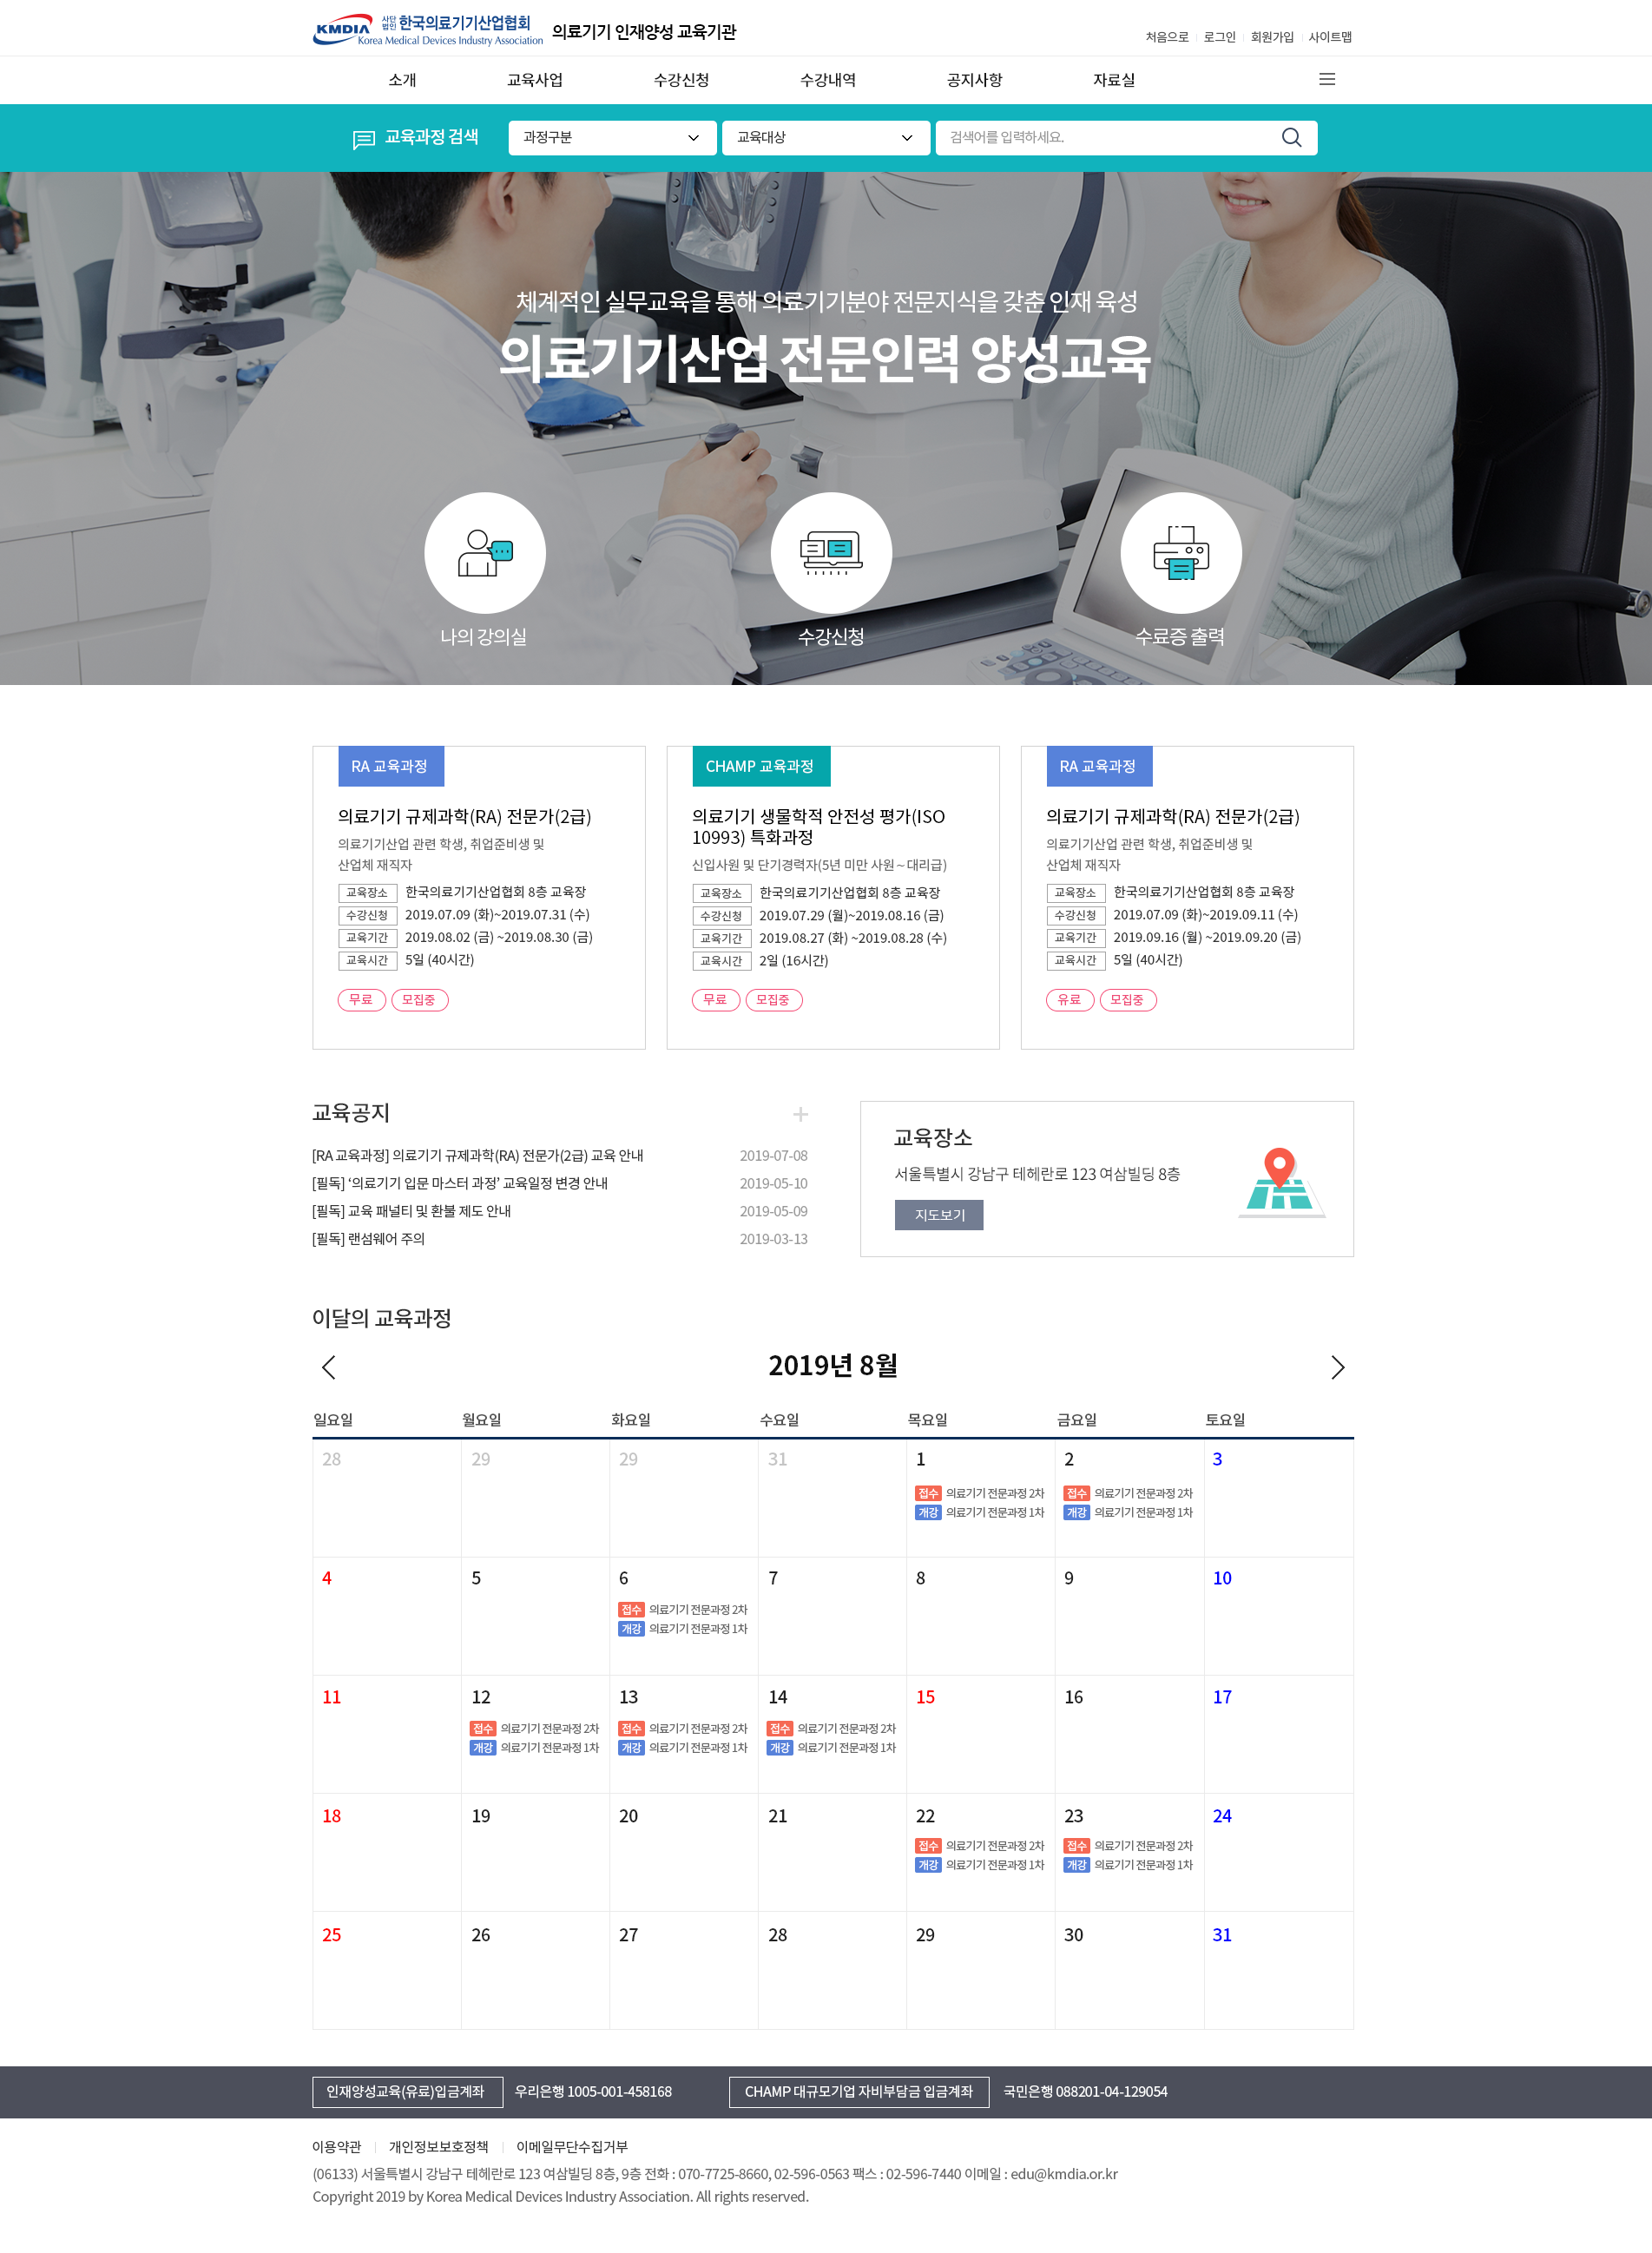 KMDIA 사단법인 한국의료기기산업협회
Korea Medical Devices Industry Association
의료기기 인재양성 교육기관
처음으로 로그인 회원가입 사이트맵
소개 교육사업 수강신청 수강내역 공지사항 자료실
교육과정 검색 과정구분 교육대상 검색어를 입력하세요.
체계적인 실무교육을 통해 의료기기분야 전문지식을 갖춘 인재 육성
의료기기산업 전문인력 양성교육
나의 강의실 수강신청 수료증 출력
RA 교육과정
의료기기 규제과학(RA) 전문가(2급)
의료기기산업 관련 학생, 취업준비생 및
산업체 재직자
교육장소 한국의료기기산업협회 8층 교육장
수강신청 2019.07.09 (화)~2019.07.31 (수)
교육기간 2019.08.02 (금) ~2019.08.30 (금)
교육시간 5일 (40시간)
무료 모집중
CHAMP 교육과정
의료기기 생물학적 안전성 평가(ISO
10993) 특화과정
신입사원 및 단기경력자(5년 미만 사원~대리급)
교육장소 한국의료기기산업협회 8층 교육장
수강신청 2019.07.29 (월)~2019.08.16 (금)
교육기간 2019.08.27 (화) ~2019.08.28 (수)
교육시간 2일 (16시간)
무료 모집중
RA 교육과정
의료기기 규제과학(RA) 전문가(2급)
의료기기산업 관련 학생, 취업준비생 및
산업체 재직자
교육장소 한국의료기기산업협회 8층 교육장
수강신청 2019.07.09 (화)~2019.09.11 (수)
교육기간 2019.09.16 (월) ~2019.09.20 (금)
교육시간 5일 (40시간)
유료 모집중
교육공지
[RA 교육과정] 의료기기 규제과학(RA) 전문가(2급) 교육 안내 2019-07-08
[필독] ‘의료기기 입문 마스터 과정’ 교육일정 변경 안내 2019-05-10
[필독] 교육 패널티 및 환불 제도 안내 2019-05-09
[필독] 랜섬웨어 주의 2019-03-13
교육장소
서울특별시 강남구 테헤란로 123 여삼빌딩 8층
지도보기
이달의 교육과정
2019년 8월
일요일 월요일 화요일 수요일 목요일 금요일 토요일
28 29 29 31 1 2 3
접수 의료기기 전문과정 2차 접수 의료기기 전문과정 2차
개강 의료기기 전문과정 1차 개강 의료기기 전문과정 1차
4 5 6 7 8 9 10
접수 의료기기 전문과정 2차
개강 의료기기 전문과정 1차
11 12 13 14 15 16 17
접수 의료기기 전문과정 2차 접수 의료기기 전문과정 2차 접수 의료기기 전문과정 2차
개강 의료기기 전문과정 1차 개강 의료기기 전문과정 1차 개강 의료기기 전문과정 1차
18 19 20 21 22 23 24
접수 의료기기 전문과정 2차 접수 의료기기 전문과정 2차
개강 의료기기 전문과정 1차 개강 의료기기 전문과정 1차
25 26 27 28 29 30 31
인재양성교육(유료)입금계좌 우리은행 1005-001-458168 CHAMP 대규모기업 자비부담금 입금계좌 국민은행 088201-04-129054
이용약관 개인정보보호정책 이메일무단수집거부
(06133) 서울특별시 강남구 테헤란로 123 여삼빌딩 8층, 9층 전화 : 070-7725-8660, 02-596-0563 팩스 : 02-596-7440 이메일 : edu@kmdia.or.kr
Copyright 2019 by Korea Medical Devices Industry Association. All rights reserved.